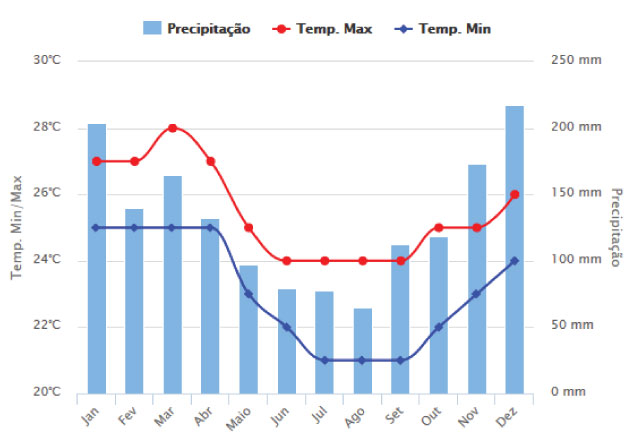 Precipitação Temp. Max Temp. Min
30°C 250 mm
28°C 200 mm
26°C 150 mm
24°C 100 mm
22°C 50 mm
20°C 0 mm
Temp. Min/Max
Precipitação
Jan Fev Mar Abr Maio Jun Jul Ago Set Out Nov Dez